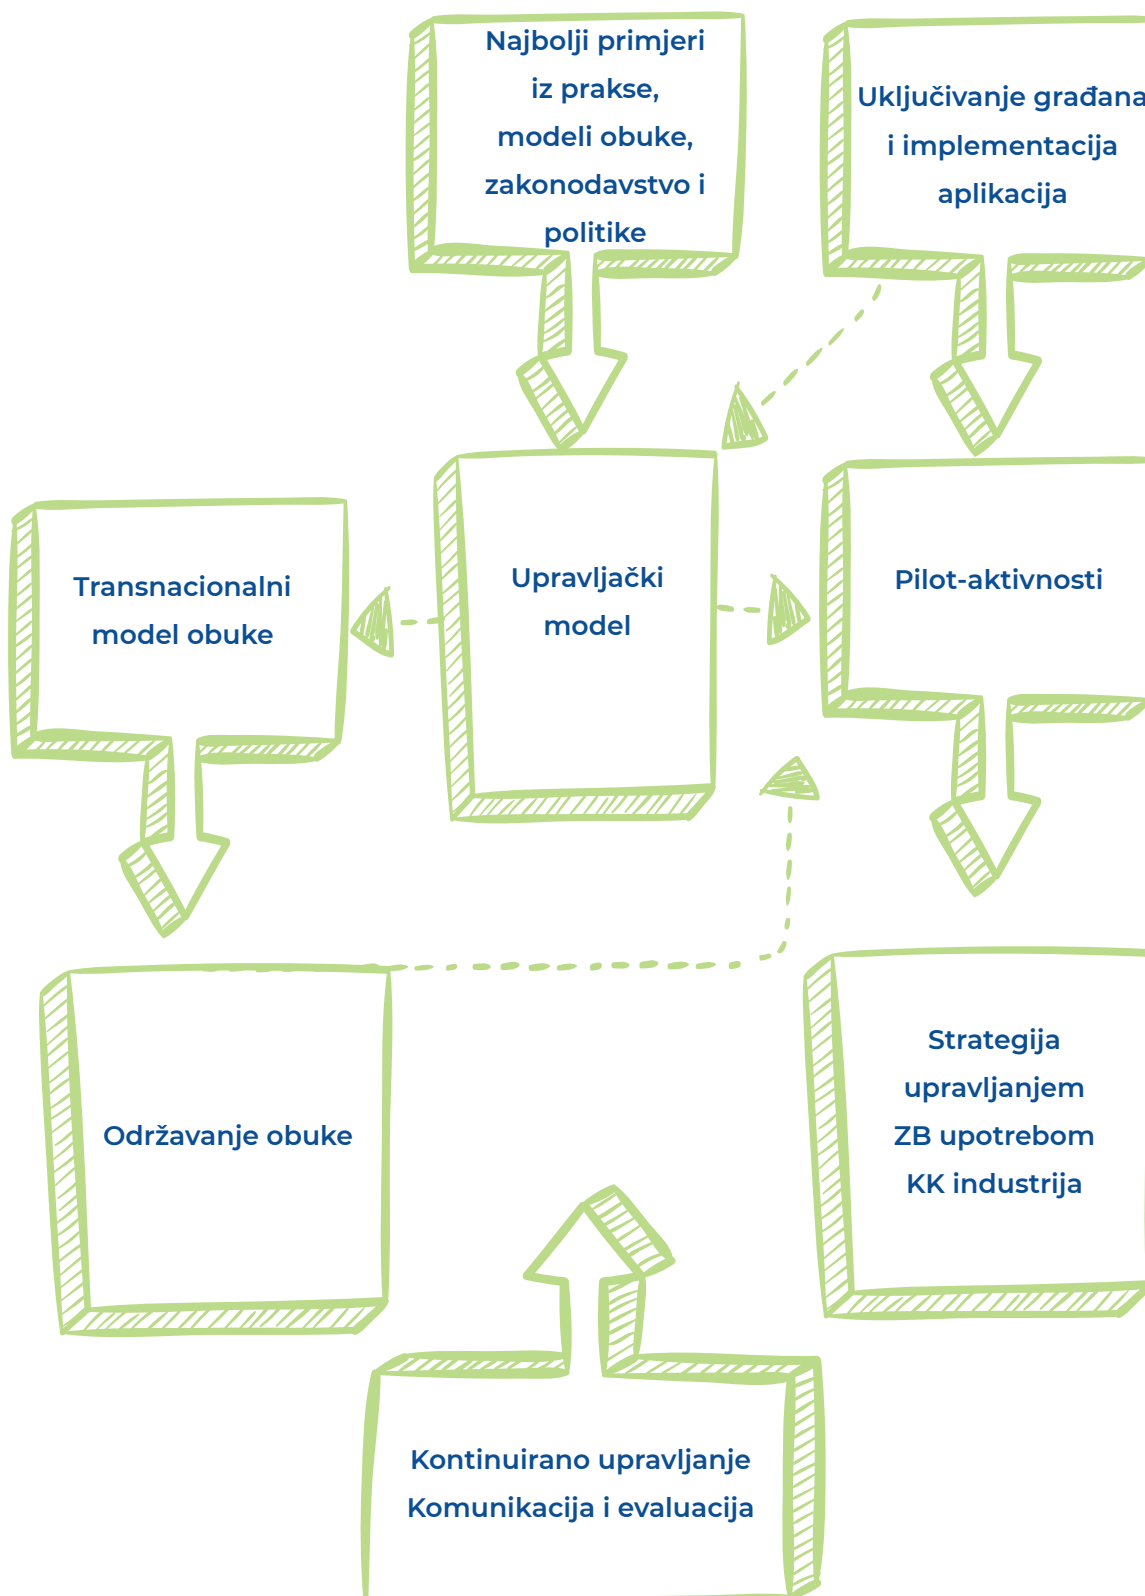 Najbolji primjeri
iz prakse,
modeli obuke,
zakonodavstvo i
politike
Uključivanje građana
i implementacija
aplikacija
Transnacionalni
model obuke
Upravljački
model
Pilot-aktivnosti
Održavanje obuke
Strategija
upravljanjem
ZB upotrebom
KK industrija
Kontinuirano upravljanje
Komunikacija i evaluacija